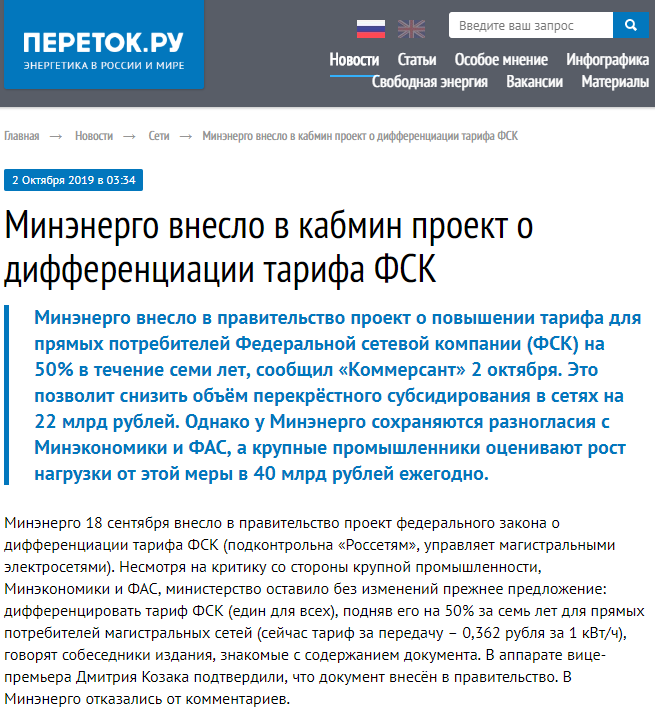 ПЕРЕТОК.РУ
ЭНЕРГЕТИКА В РОССИИ И МИРЕ
Введите ваш запрос
Новости Статьи Особое мнение Инфографика
Свободная энергия Вакансии Материалы
Главная → Новости → Сети → Минэнерго внесло в кабмин проект о дифференциации тарифа ФСК
2 Октября 2019 в 03:34
Минэнерго внесло в кабмин проект о
дифференциации тарифа ФСК
Минэнерго внесло в правительство проект о повышении тарифа для
прямых потребителей Федеральной сетевой компании (ФСК) на
50% в течение семи лет, сообщил «Коммерсант» 2 октября. Это
позволит снизить объём перекрёстного субсидирования в сетях на
22 млрд рублей. Однако у Минэнерго сохраняются разногласия с
Минэкономики и ФАС, а крупные промышленники оценивают рост
нагрузки от этой меры в 40 млрд рублей ежегодно.
Минэнерго 18 сентября внесло в правительство проект федерального закона о
дифференциации тарифа ФСК (подконтрольна «Россетям», управляет магистральными
электросетями). Несмотря на критику со стороны крупной промышленности,
Минэкономики и ФАС, министерство оставило без изменений прежнее предложение:
дифференцировать тариф ФСК (един для всех), подняв его на 50% за семь лет для прямых
потребителей магистральных сетей (сейчас тариф за передачу – 0,362 рубля за 1 кВт/ч),
говорят собеседники издания, знакомые с содержанием документа. В аппарате вице-
премьера Дмитрия Козака подтвердили, что документ внесён в правительство. В
Минэнерго отказались от комментариев.